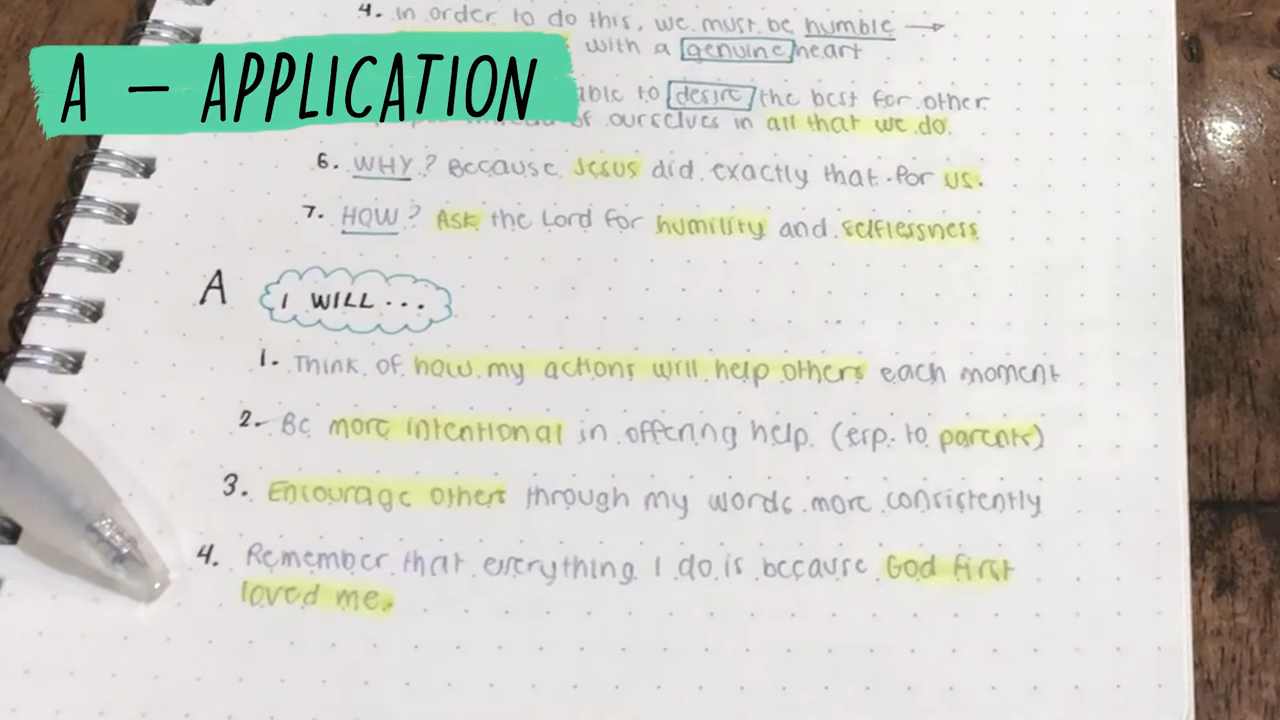 4. In order to do this, we must be humble →
with a genuine heart
A – APPLICATION
able to desire the best for other
of ourselves in all that we do.
6. WHY? Because Jesus did exactly that for us.
7. HOW? Ask the Lord for humility and selflessness
A I WILL...
1. Think of how my actions will help others each moment
2. Be more intentional in offering help (esp. to parents)
3. Encourage others through my words more consistently
4. Remember that everything I do is because God first
loved me.